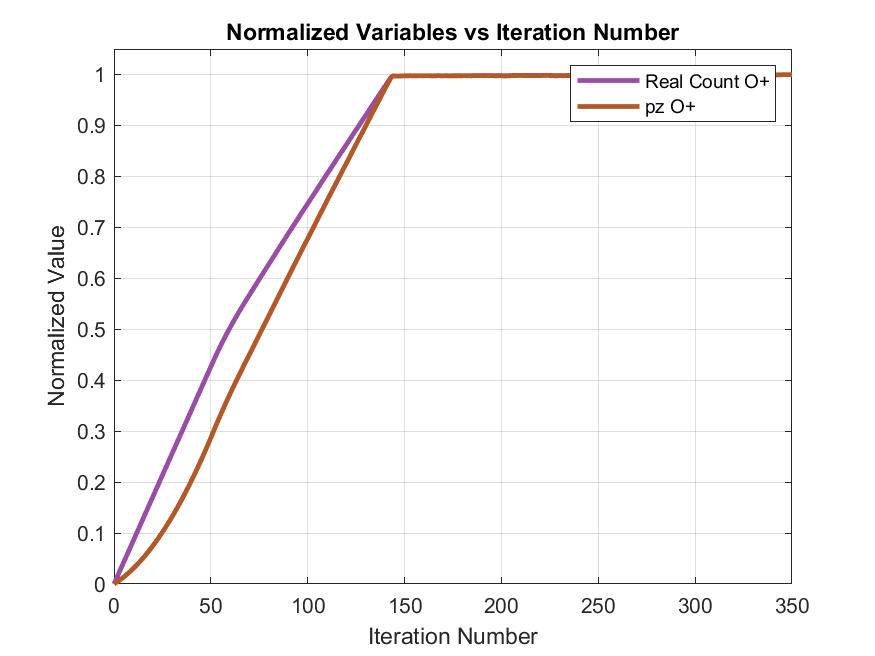 Normalized Variables vs Iteration Number
Real Count O+
pz O+
Normalized Value
1
0.9
0.8
0.7
0.6
0.5
0.4
0.3
0.2
0.1
0
0 50 100 150 200 250 300 350
Iteration Number